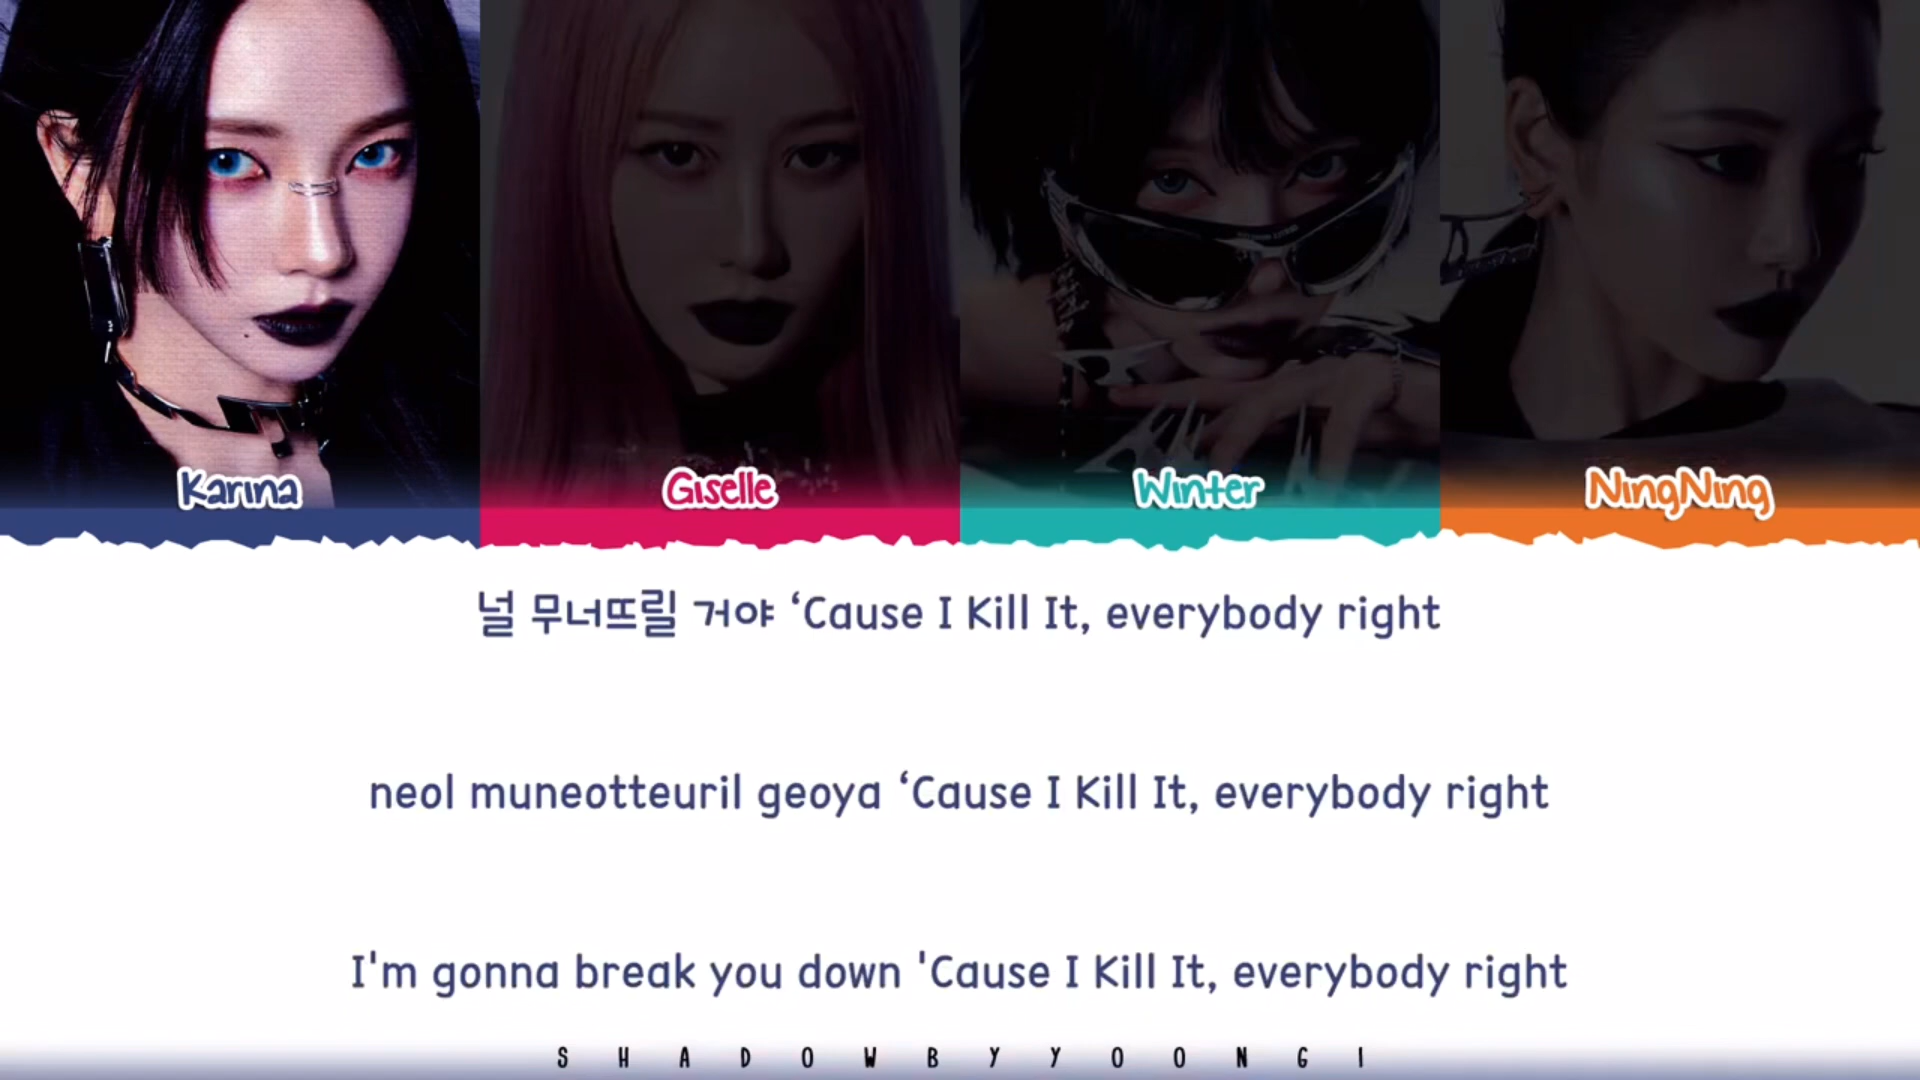 Karina
Giselle
Winter
NingNing
널 무너뜨릴 거야 ‘Cause I Kill It, everybody right
neol muneotteuril geoya ‘Cause I Kill It, everybody right
I'm gonna break you down 'Cause I Kill It, everybody right
SHADOWBYYOONGI